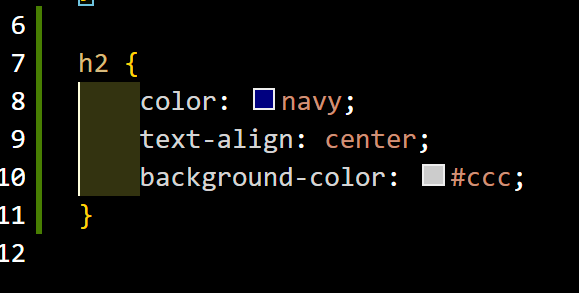 6
7 h2 {
8 color: navy;
9 text-align: center;
10 background-color: #ccc;
11 }
12